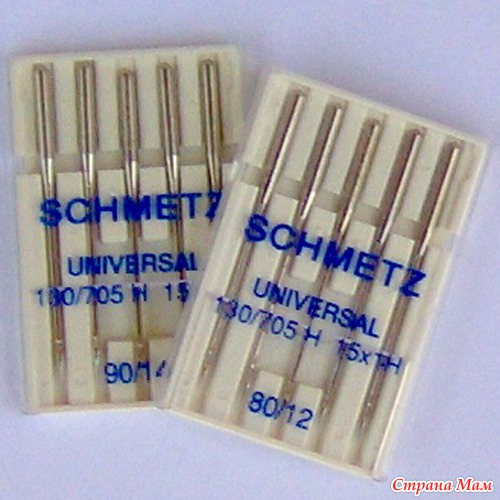 SCHMETZ
UNIVERSAL
130/705 H 15
90/14
SCHMETZ
UNIVERSAL
130/705 H 15x1H
80/12
Страна Мам